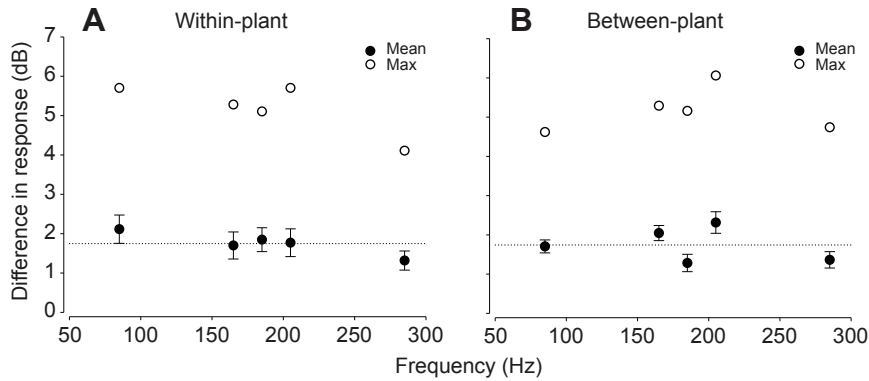 A Within-plant
B Between-plant
Mean
Max
Mean
Max
Difference in response (dB)
7
6
5
4
3
2
1
0
50 100 150 200 250 300
50 100 150 200 250 300
Frequency (Hz)